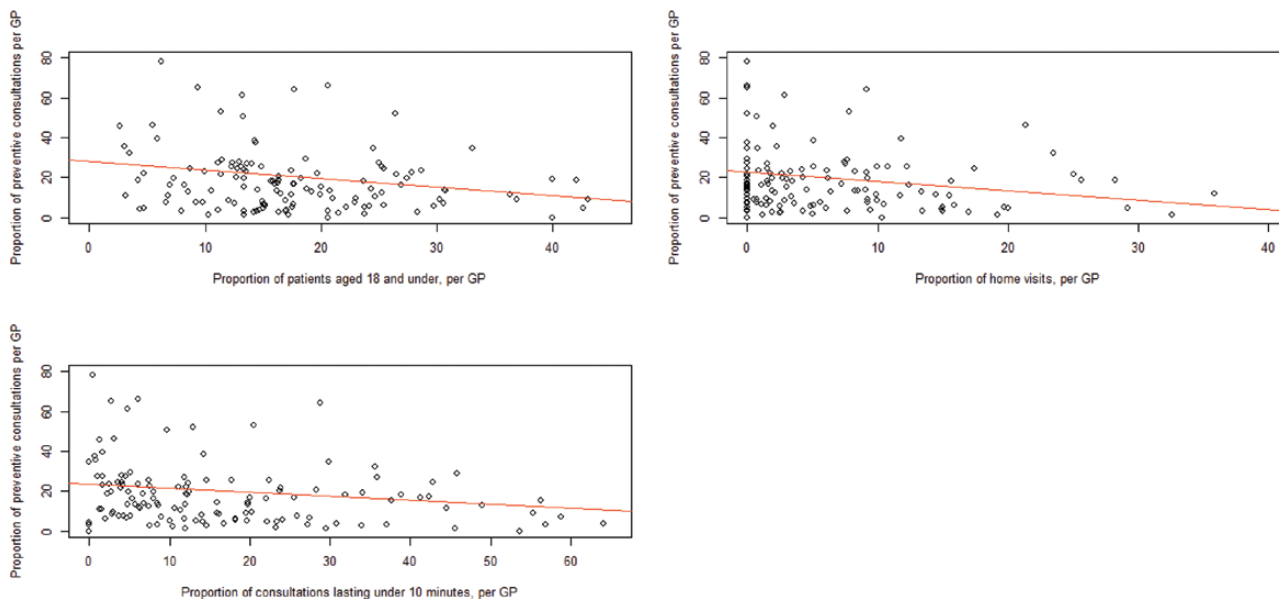 Proportion of preventive consultations per GP
80
60
40
20
0
0 10 20 30 40
Proportion of patients aged 18 and under, per GP
Proportion of preventive consultations per GP
80
60
40
20
0
0 10 20 30 40
Proportion of home visits, per GP
Proportion of preventive consultations per GP
80
60
40
20
0
0 10 20 30 40 50 60
Proportion of consultations lasting under 10 minutes, per GP